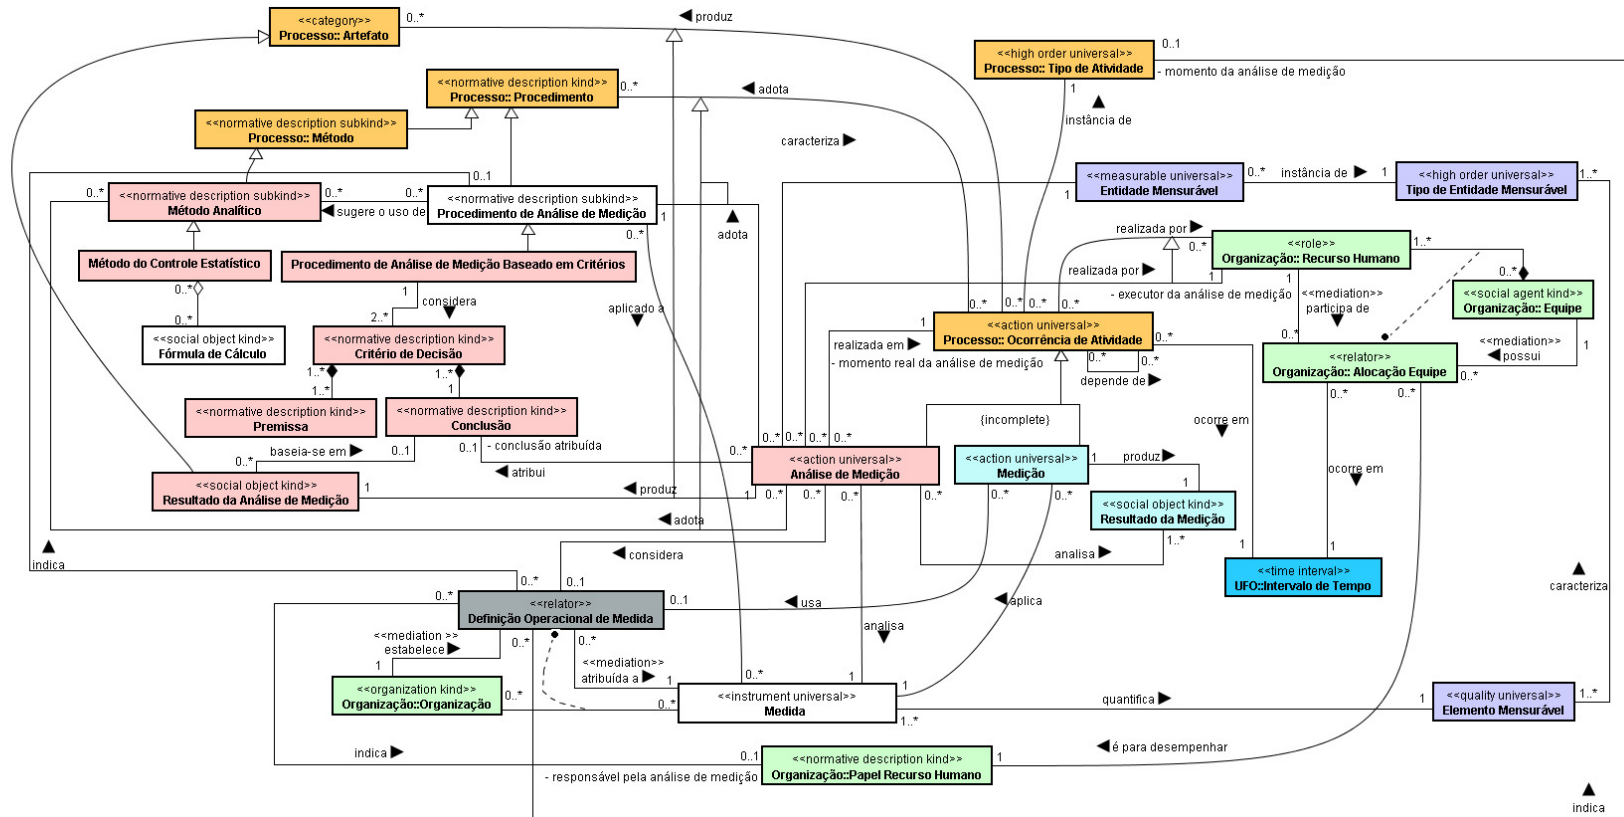 <<category>>
Processo:: Artefato
0..*
produz
<<high order universal>>
Processo:: Tipo de Atividade
0..1
- momento da análise de medição
1
<<normative description kind>>
Processo:: Procedimento
0..*
adota
instância de
<<normative description subkind>>
Processo:: Método
caracteriza
<<measurable universal>>
Entidade Mensurável
1
0..*
instância de
1
<<high order universal>>
Tipo de Entidade Mensurável
1..*
0..*
<<normative description subkind>>
Método Analítico
0..*
sugere o uso de
0..*
0..1
<<normative description subkind>>
Procedimento de Análise de Medição
1
0..*
adota
realizada por
0..*
<<role>>
Organização:: Recurso Humano
1..*
realizada por
1
1
- executor da análise de medição
Método do Controle Estatístico
0..*
Procedimento de Análise de Medição Baseado em Critérios
1
considera
2..*
<<mediation>>
participa de
0..*
0..*
<<social agent kind>>
Organização:: Equipe
1
<<mediation>>
possui
0..*
0..*
<<social object kind>>
Fórmula de Cálculo
<<normative description kind>>
Critério de Decisão
1..*
1..*
1..*
1
aplicado a
1
realizada em
- momento real da análise de medição
0..*
0..*
0..*
0..*
<<action universal>>
Processo:: Ocorrência de Atividade
0..*
0..*
0..*
depende de
<<relator>>
Organização:: Alocação Equipe
0..*
0..*
<<normative description kind>>
Premissa
<<normative description kind>>
Conclusão
baseia-se em
0..1
0..1
- conclusão atribuída
atribui
{incomplete}
ocorre em
ocorre em
0..*
<<social object kind>>
Resultado da Análise de Medição
1
produz
1
0..*
0..*
0..*
0..*
0..*
<<action universal>>
Análise de Medição
0..*
0..*
0..*
0..*
<<action universal>>
Medição
1
produz
1
0..*
0..*
<<social object kind>>
Resultado da Medição
1..*
adota
considera
analisa
1
1
<<time interval>>
UFO::Intervalo de Tempo
indica
0..*
0..*
0..1
<<relator>>
Definição Operacional de Medida
0..1
usa
aplica
caracteriza
0..*
0..*
<<mediation >>
estabelece
1
<<mediation>>
atribuída a
1
analisa
1
<<organization kind>>
Organização::Organização
0..*
0..*
0..*
<<instrument universal>>
Medida
1
1..*
quantifica
1
<<quality universal>>
Elemento Mensurável
1..*
indica
0..1
- responsável pela análise de medição
<<normative description kind>>
Organização::Papel Recurso Humano
1
é para desempenhar
indica